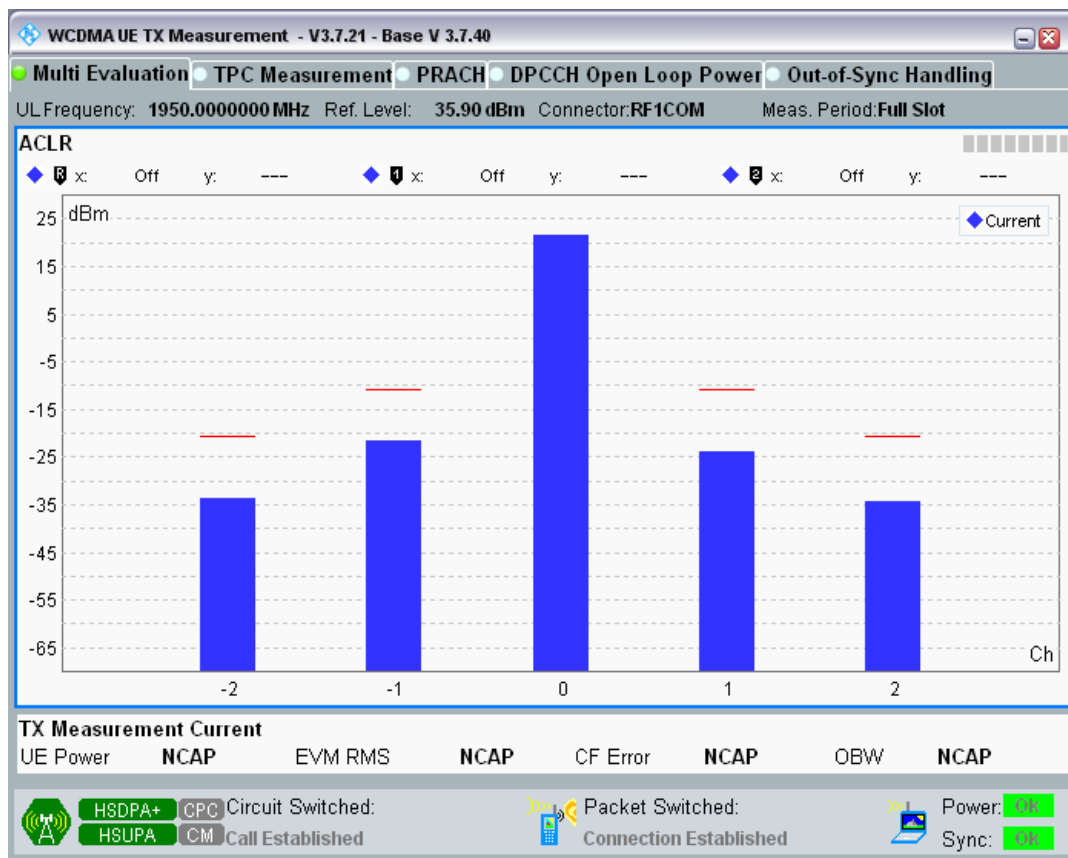 WCDMA UE TX Measurement - V3.7.21 - Base V 3.7.40
Multi Evaluation TPC Measurement PRACH DPCCH Open Loop Power Out-of-Sync Handling
UL Frequency: 1950.0000000 MHz Ref. Level: 35.90 dBm Connector:RF1COM Meas. Period:Full Slot
ACLR
R x: Off y: --- 1 x: Off y: --- 2 x: Off y: ---
dBm
Current
25
15
5
-5
-15
-25
-35
-45
-55
-65
Ch
-2 -1 0 1 2
TX Measurement Current
UE Power NCAP EVM RMS NCAP CF Error NCAP OBW NCAP
HSDPA+ CPC Circuit Switched: Packet Switched: Power: OK
HSUPA CM Call Established Connection Established Sync: OK